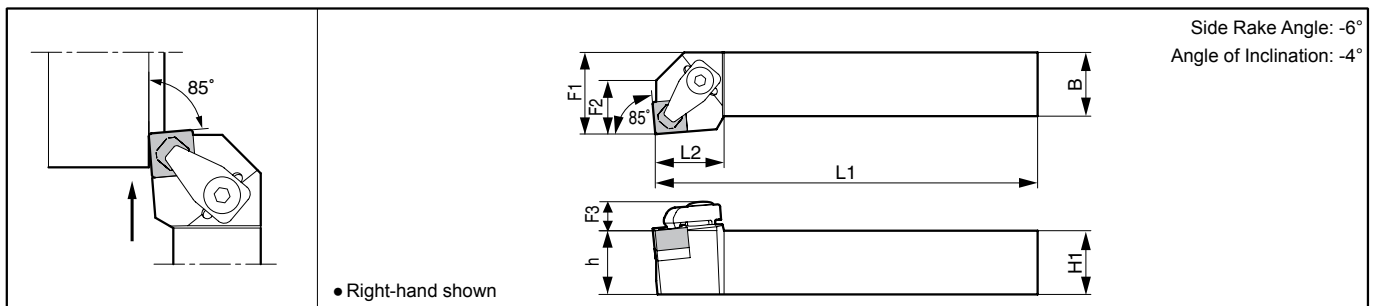 Side Rake Angle: -6°
Angle of Inclination: -4°
85°
F1
F2
85°
B
L2
L1
F3
h
H1
● Right-hand shown